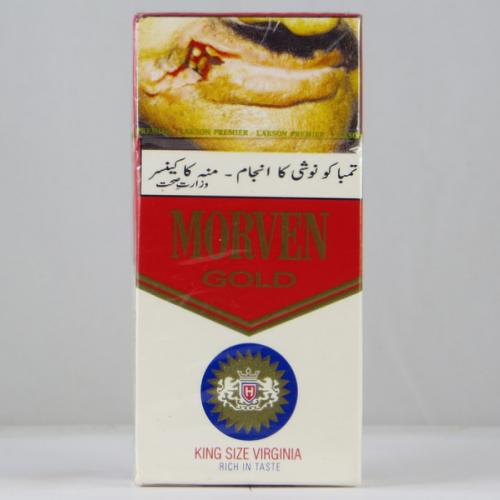 PREMIER · LAKSON PREMIER · LAKSON PREMIER ·
تمباکو نوشی کا انجام - منہ کا کینسر
وزارت صحت
MORVEN
GOLD
H
KING SIZE VIRGINIA
RICH IN TASTE